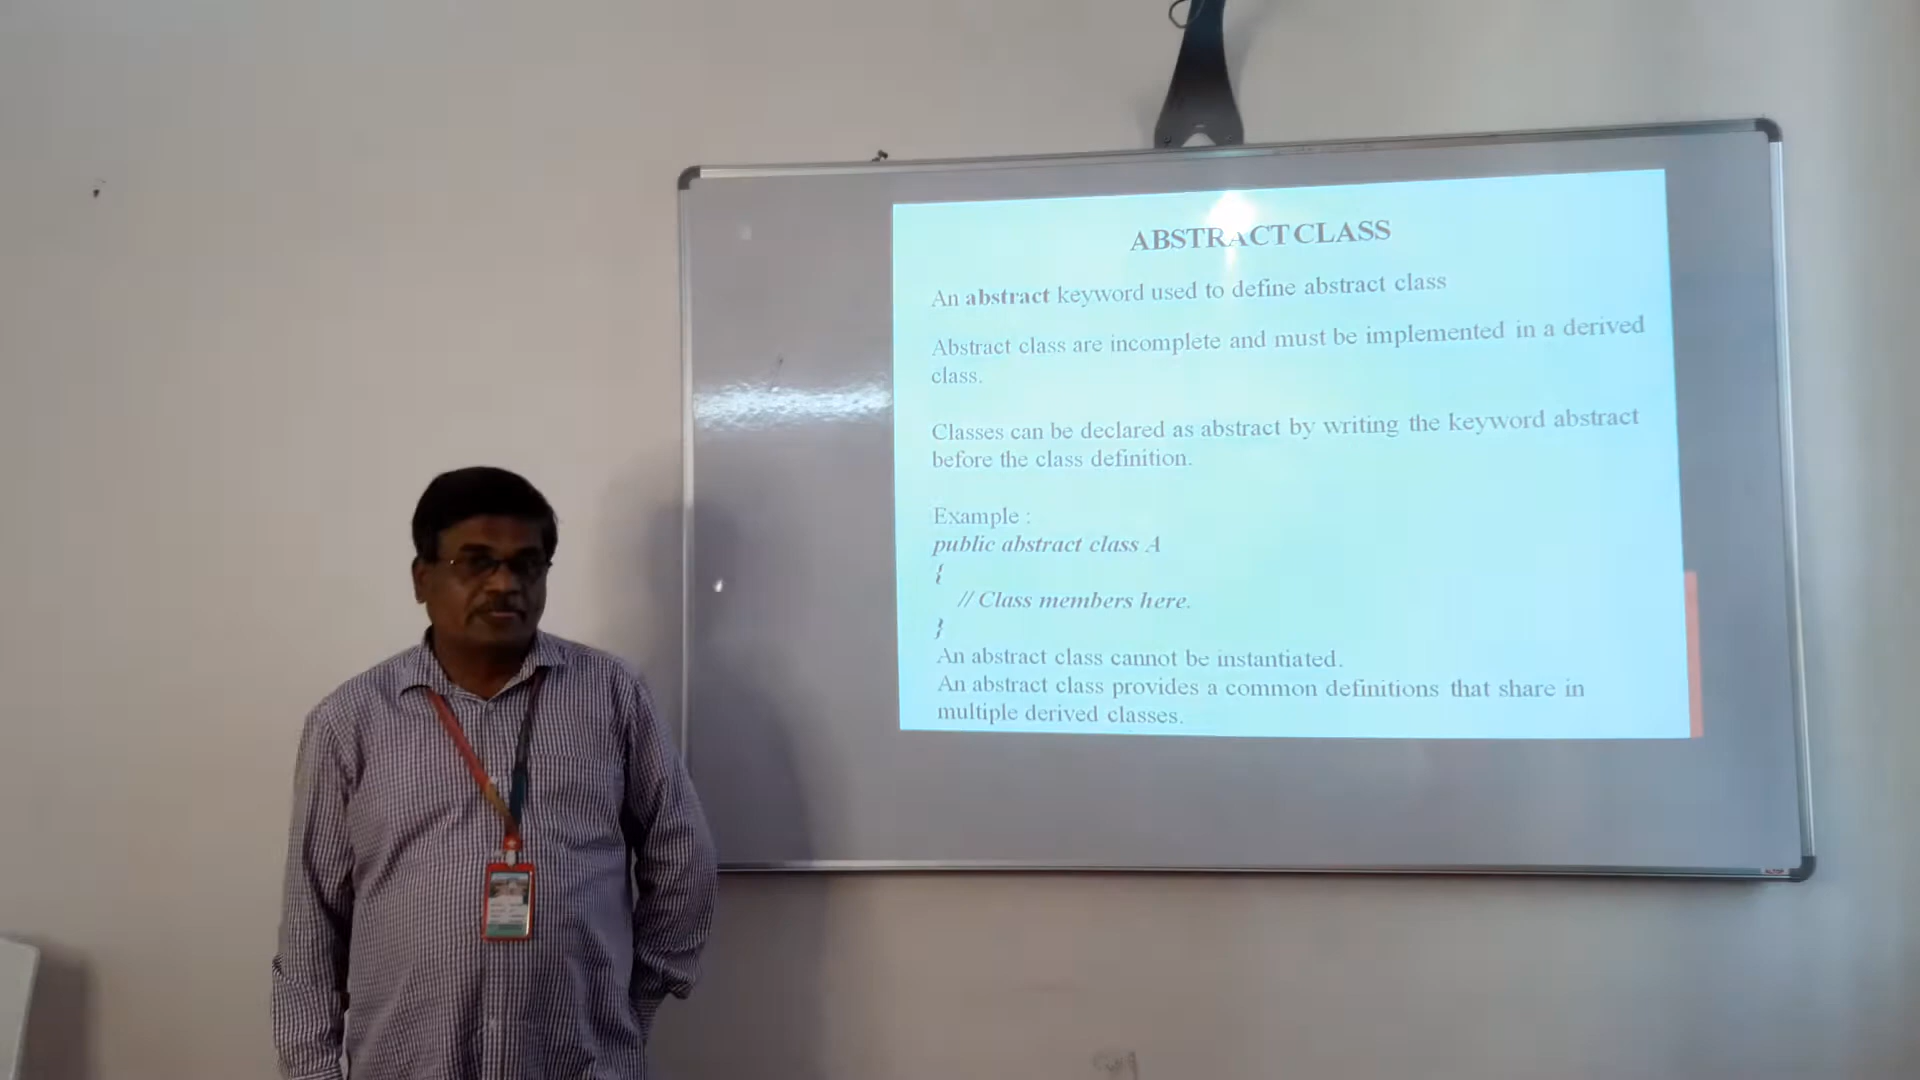 ABSTRACT CLASS
An abstract keyword used to define abstract class
Abstract class are incomplete and must be implemented in a derived
class.
Classes can be declared as abstract by writing the keyword abstract
before the class definition.
Example :
public abstract class A
{
// Class members here.
}
An abstract class cannot be instantiated.
An abstract class provides a common definitions that share in
multiple derived classes.